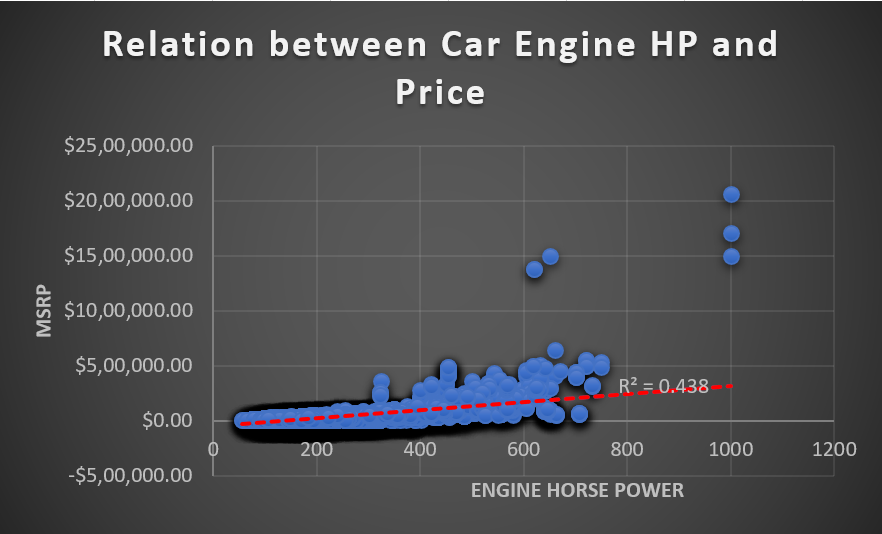 Relation between Car Engine HP and
Price
$25,00,000.00
$20,00,000.00
$15,00,000.00
$10,00,000.00
$5,00,000.00
$0.00
-$5,00,000.00
MSRP
R² = 0.438
0 200 400 600 800 1000 1200
ENGINE HORSE POWER